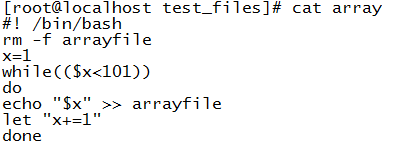 [root@localhost test_files]# cat array
#! /bin/bash
rm -f arrayfile
x=1
while(($x<101))
do
echo "$x" >> arrayfile
let "x+=1"
done